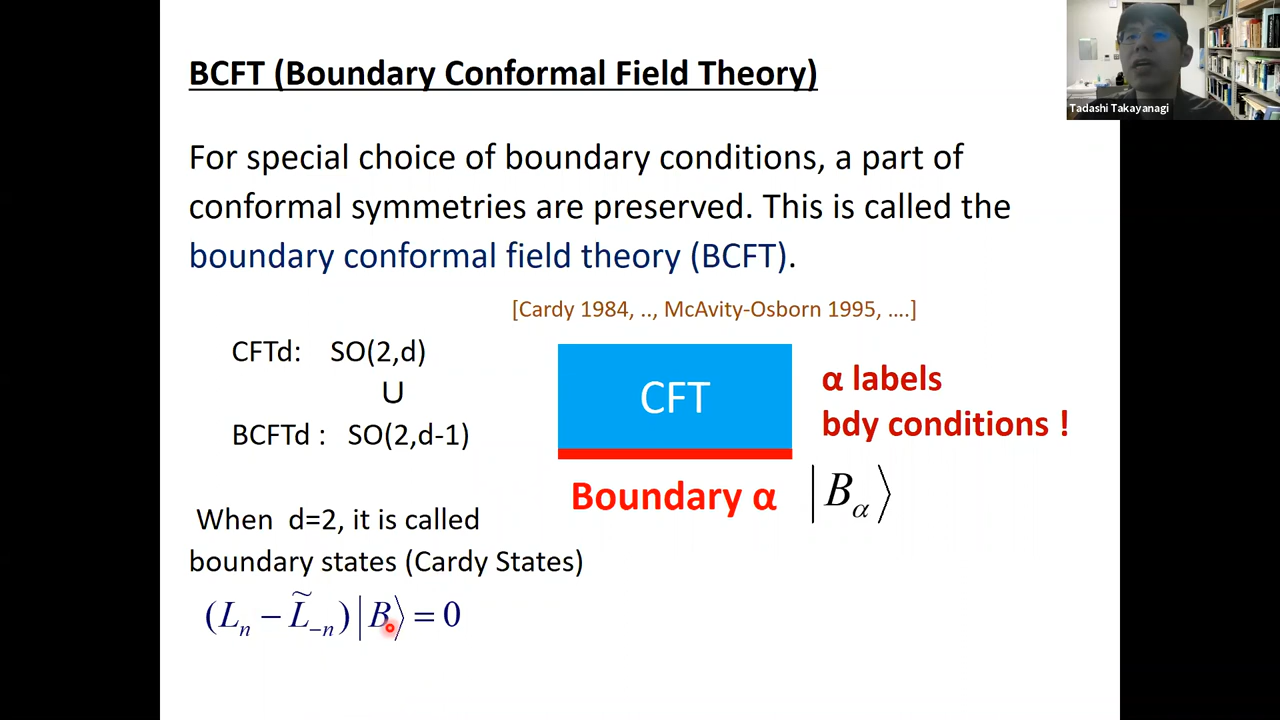 BCFT (Boundary Conformal Field Theory)
Tadashi Takayanagi
For special choice of boundary conditions, a part of
conformal symmetries are preserved. This is called the
boundary conformal field theory (BCFT).
[Cardy 1984, .., McAvity-Osborn 1995, ….]
CFTd: SO(2,d)
∪
BCFTd : SO(2,d-1)
CFT
α labels
bdy conditions !
Boundary α |B_α⟩
When d=2, it is called
boundary states (Cardy States)
(L_n − L̃_{−n})|B⟩ = 0